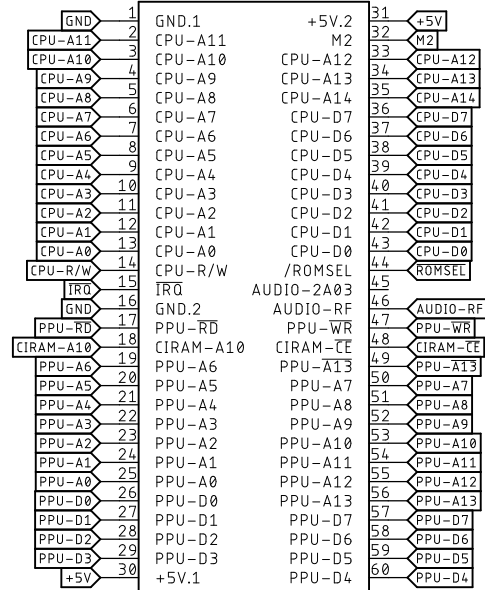 GND 1 GND.1 +5V.2 31 +5V
CPU-A11 2 CPU-A11 M2 32 M2
CPU-A10 3 CPU-A10 CPU-A12 33 CPU-A12
CPU-A9 4 CPU-A9 CPU-A13 34 CPU-A13
CPU-A8 5 CPU-A8 CPU-A14 35 CPU-A14
CPU-A7 6 CPU-A7 CPU-D7 36 CPU-D7
CPU-A6 7 CPU-A6 CPU-D6 37 CPU-D6
CPU-A5 8 CPU-A5 CPU-D5 38 CPU-D5
CPU-A4 9 CPU-A4 CPU-D4 39 CPU-D4
CPU-A3 10 CPU-A3 CPU-D3 40 CPU-D3
CPU-A2 11 CPU-A2 CPU-D2 41 CPU-D2
CPU-A1 12 CPU-A1 CPU-D1 42 CPU-D1
CPU-A0 13 CPU-A0 CPU-D0 43 CPU-D0
CPU-R/W 14 CPU-R/W /ROMSEL 44 R̅O̅M̅S̅E̅L̅
I̅R̅Q̅ 15 I̅R̅Q̅ AUDIO-2A03 45
GND 16 GND.2 AUDIO-RF 46 AUDIO-RF
PPU-R̅D̅ 17 PPU-R̅D̅ PPU-W̅R̅ 47 PPU-W̅R̅
CIRAM-A10 18 CIRAM-A10 CIRAM-C̅E̅ 48 CIRAM-C̅E̅
PPU-A6 19 PPU-A6 PPU-A̅1̅3̅ 49 PPU-A̅1̅3̅
PPU-A5 20 PPU-A5 PPU-A7 50 PPU-A7
PPU-A4 21 PPU-A4 PPU-A8 51 PPU-A8
PPU-A3 22 PPU-A3 PPU-A9 52 PPU-A9
PPU-A2 23 PPU-A2 PPU-A10 53 PPU-A10
PPU-A1 24 PPU-A1 PPU-A11 54 PPU-A11
PPU-A0 25 PPU-A0 PPU-A12 55 PPU-A12
PPU-D0 26 PPU-D0 PPU-A13 56 PPU-A13
PPU-D1 27 PPU-D1 PPU-D7 57 PPU-D7
PPU-D2 28 PPU-D2 PPU-D6 58 PPU-D6
PPU-D3 29 PPU-D3 PPU-D5 59 PPU-D5
+5V 30 +5V.1 PPU-D4 60 PPU-D4